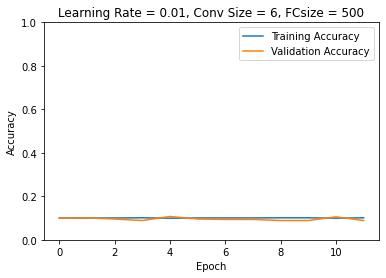 Learning Rate = 0.01, Conv Size = 6, FCsize = 500
1.0
0.8
0.6
0.4
0.2
0.0
Accuracy
Training Accuracy
Validation Accuracy
0 2 4 6 8 10
Epoch